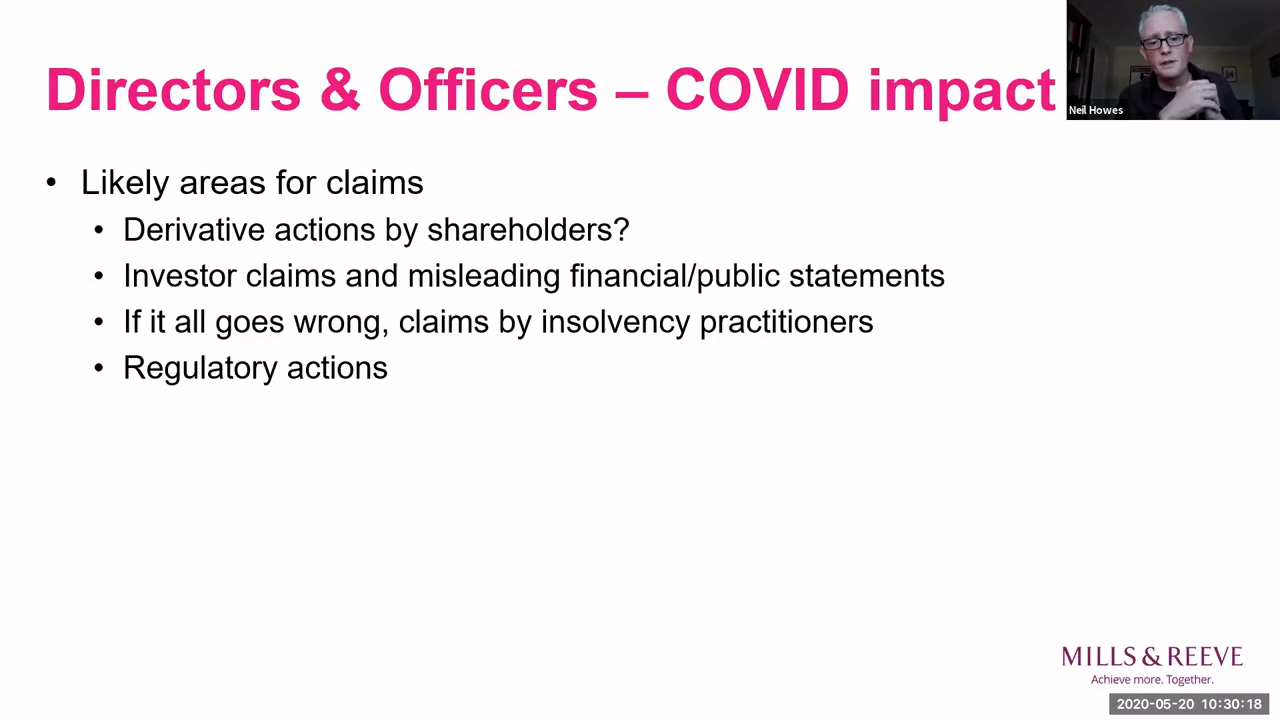 Directors & Officers – COVID impact
Neil Howes
• Likely areas for claims
• Derivative actions by shareholders?
• Investor claims and misleading financial/public statements
• If it all goes wrong, claims by insolvency practitioners
• Regulatory actions
MILLS & REEVE
Achieve more. Together.
2020-05-20 10:30:18